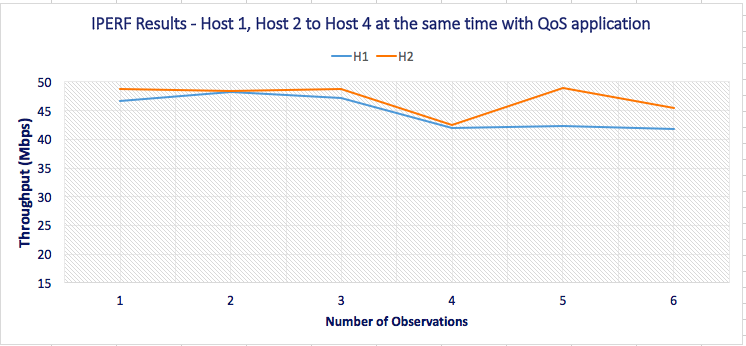 IPERF Results - Host 1, Host 2 to Host 4 at the same time with QoS application
H1 H2
Throughput (Mbps)
50
45
40
35
30
25
20
15
1 2 3 4 5 6
Number of Observations